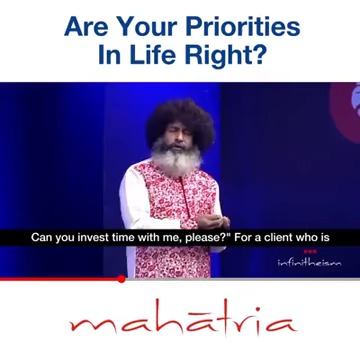 Are Your Priorities
In Life Right?
Can you invest time with me, please?" For a client who is
infinitheism
mahātria